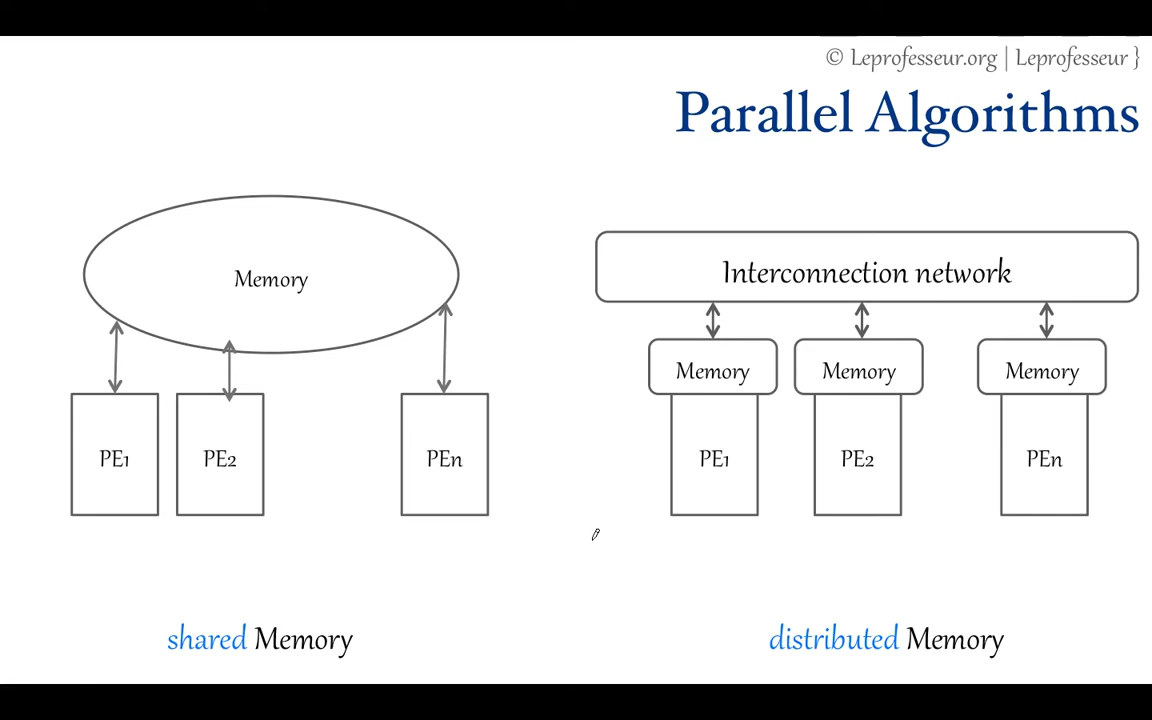 © Leprofesseur.org | Leprofesseur }
Parallel Algorithms
Memory
PE1
PE2
PEn
shared Memory
Interconnection network
Memory
Memory
Memory
PE1
PE2
PEn
distributed Memory